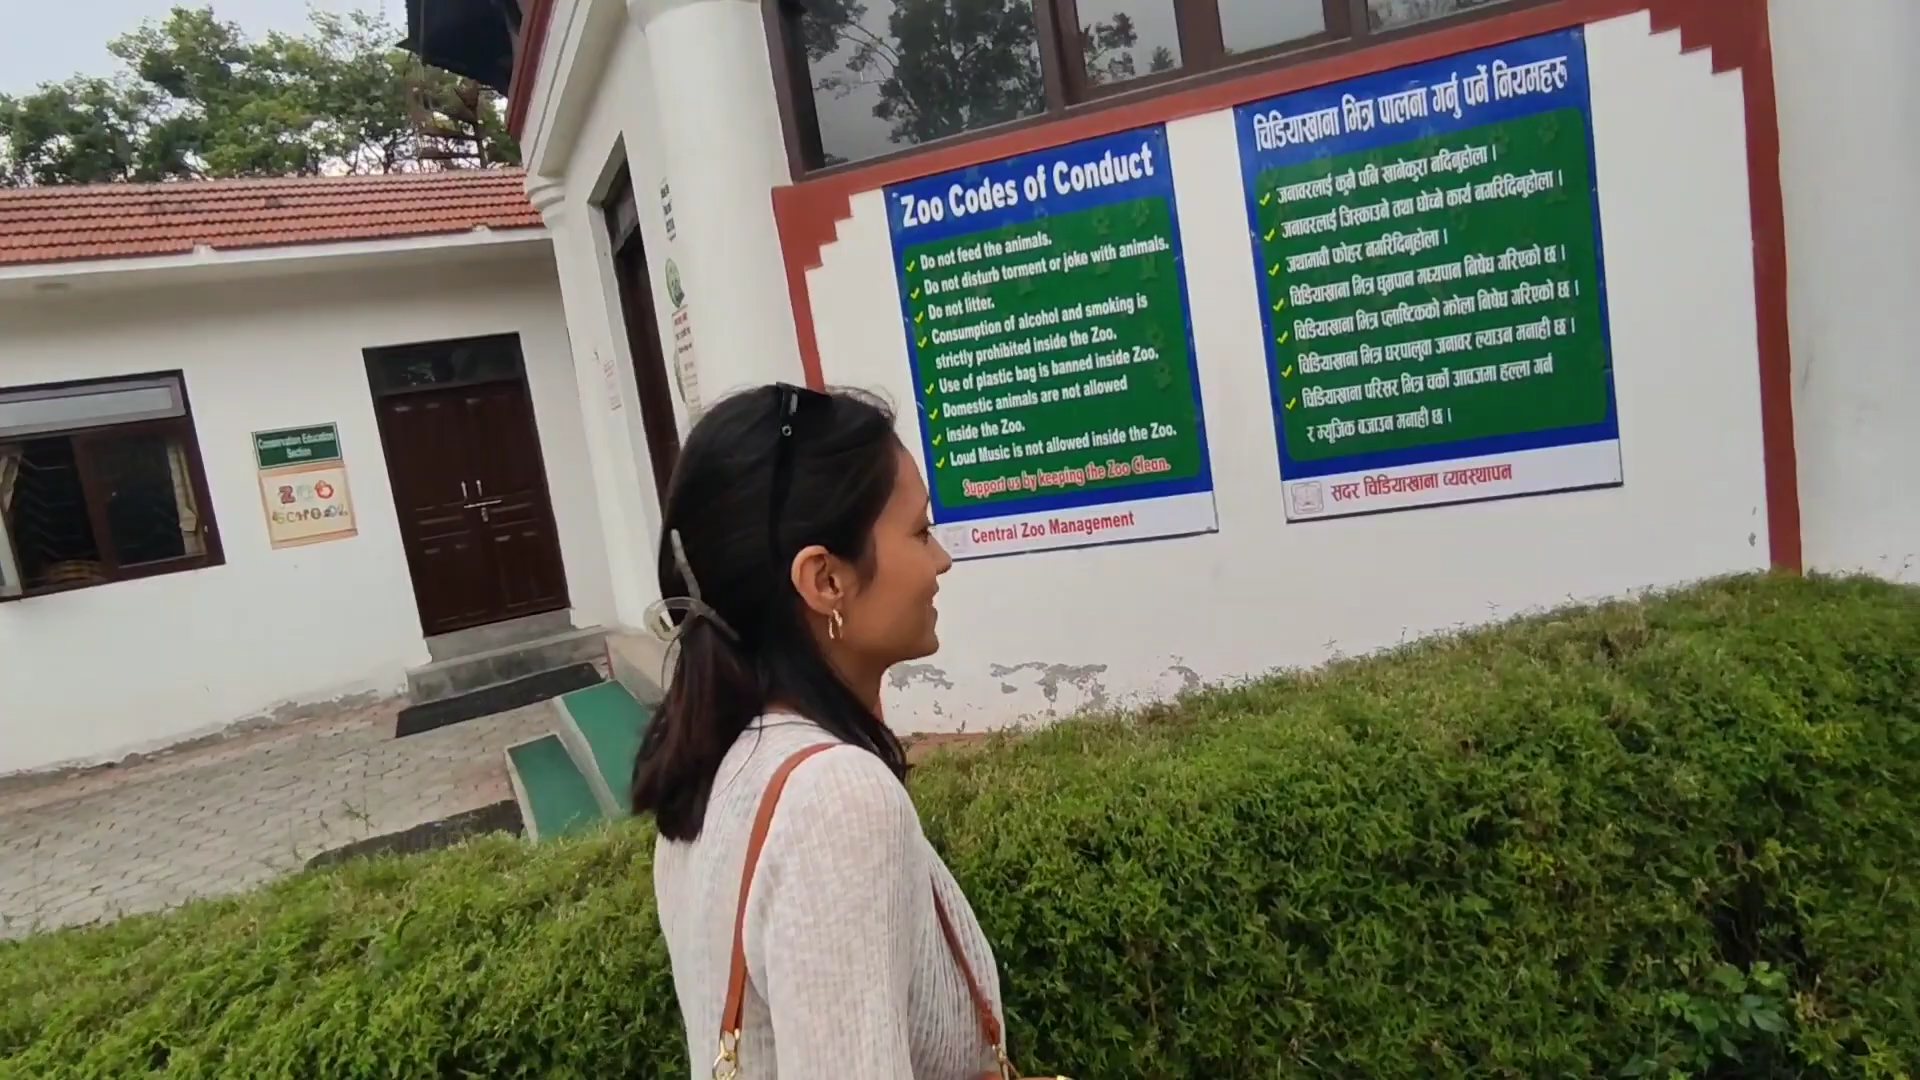 Conservation Education
Section
ZOO
SCHOOL
Zoo Codes of Conduct
Do not feed the animals.
Do not disturb torment or joke with animals.
Do not litter.
Consumption of alcohol and smoking is
strictly prohibited inside the Zoo.
Use of plastic bag is banned inside Zoo.
Domestic animals are not allowed
inside the Zoo.
Loud Music is not allowed inside the Zoo.
Support us by keeping the Zoo Clean.
Central Zoo Management
चिडियाखाना भित्र पालना गर्नु पर्ने नियमहरु
जनावरलाई कुनै पनि खानेकुरा नदिनुहोला ।
जनावरलाई जिस्काउने तथा घोच्ने कार्य नगरिदिनुहोला ।
जथाभावी फोहर नगरिदिनुहोला ।
चिडियाखाना भित्र धुम्रपान मध्यपान निषेध गरिएको छ ।
चिडियाखाना भित्र प्लाष्टिकको झोला निषेध गरिएको छ ।
चिडियाखाना भित्र घरपालुवा जनावर ल्याउन मनाही छ ।
चिडियाखाना परिसर भित्र चर्को आवजमा हल्ला गर्न
र म्यूजिक बजाउन मनाही छ ।
सदर चिडियाखाना व्यवस्थापन